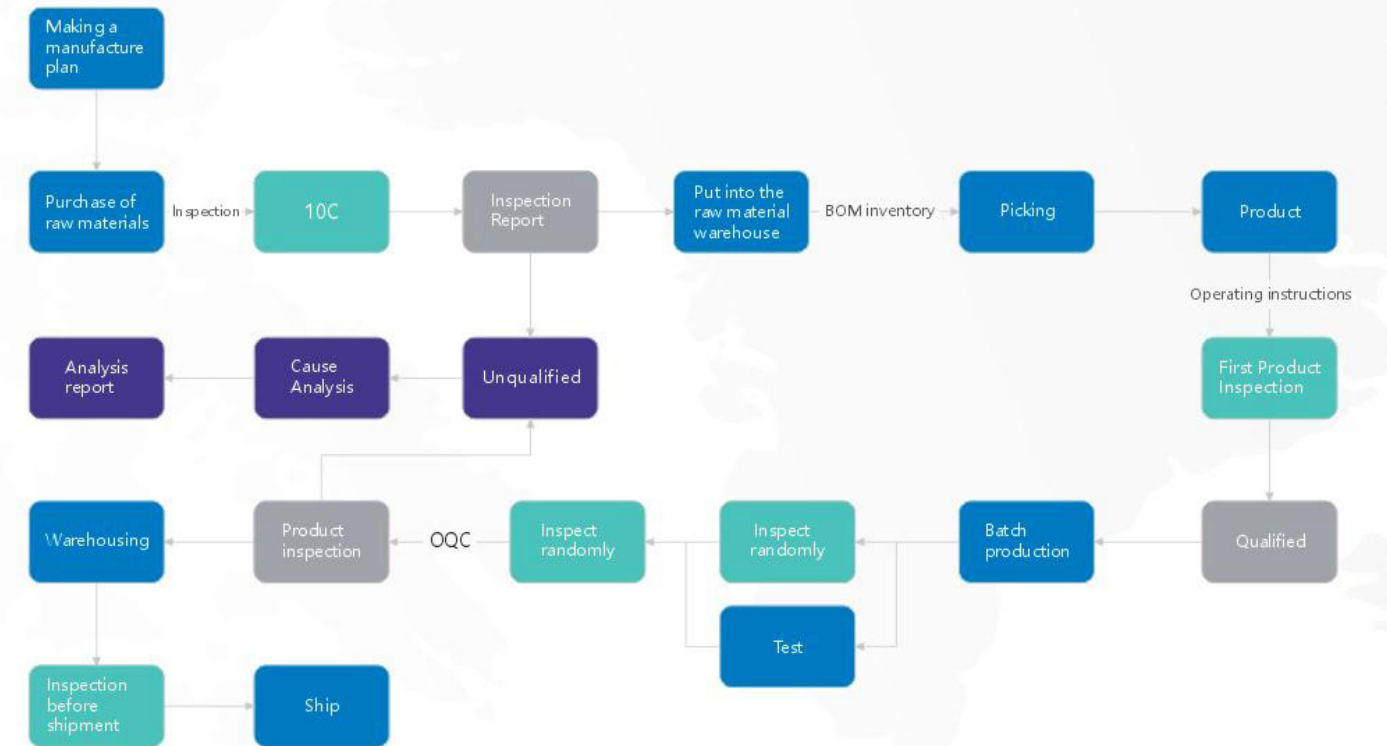 Making a
manufacture
plan
Purchase of
raw materials
Inspection
10C
Inspection
Report
Put into the
raw material
warehouse
BOM inventory
Picking
Product
Operating instructions
Analysis
report
Cause
Analysis
Unqualified
First Product
Inspection
Warehousing
Product
inspection
OQC
Inspect
randomly
Inspect
randomly
Batch
production
Qualified
Test
Inspection
before
shipment
Ship